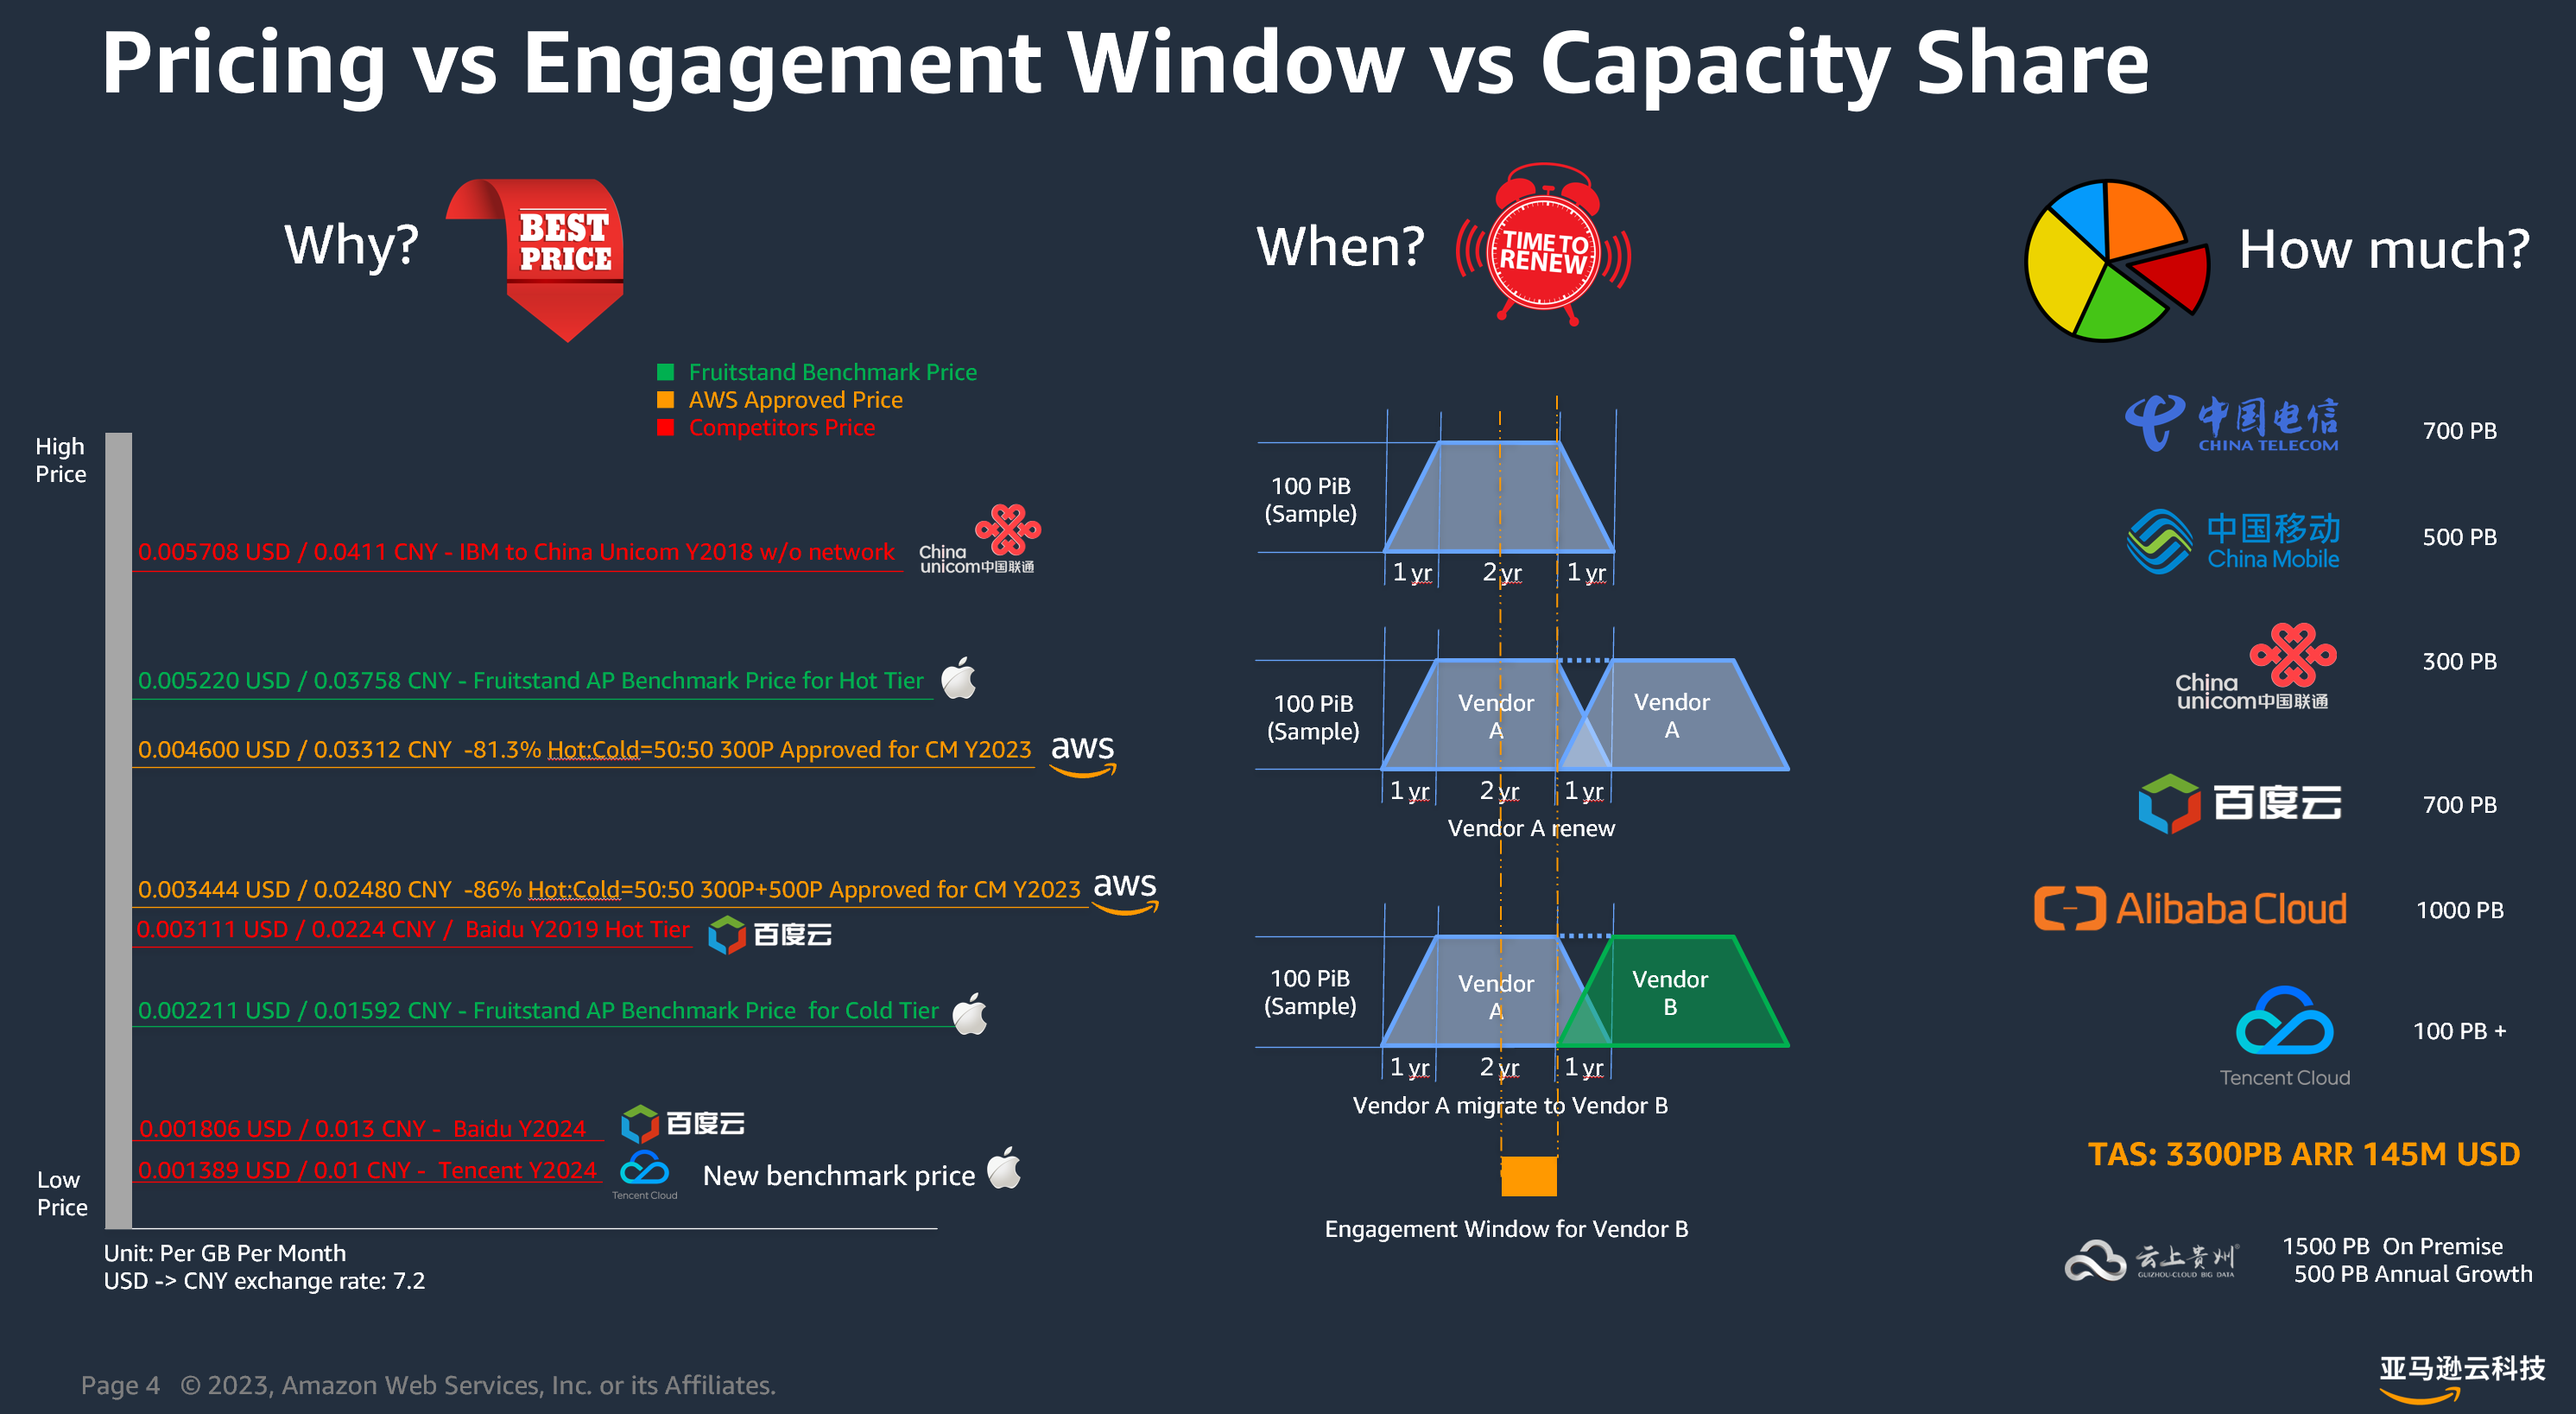 Pricing vs Engagement Window vs Capacity Share
Why?
BEST
PRICE
Fruitstand Benchmark Price
AWS Approved Price
Competitors Price
High
Price
0.005708 USD / 0.0411 CNY - IBM to China Unicom Y2018 w/o network
China
unicom中国联通
0.005220 USD / 0.03758 CNY - Fruitstand AP Benchmark Price for Hot Tier
0.004600 USD / 0.03312 CNY -81.3% Hot:Cold=50:50 300P Approved for CM Y2023
aws
0.003444 USD / 0.02480 CNY -86% Hot:Cold=50:50 300P+500P Approved for CM Y2023
aws
0.003111 USD / 0.0224 CNY / Baidu Y2019 Hot Tier
百度云
0.002211 USD / 0.01592 CNY - Fruitstand AP Benchmark Price for Cold Tier
0.001806 USD / 0.013 CNY - Baidu Y2024
百度云
0.001389 USD / 0.01 CNY - Tencent Y2024
Tencent Cloud
New benchmark price
Low
Price
Unit: Per GB Per Month
USD -> CNY exchange rate: 7.2
When?
TIME TO
RENEW
100 PiB
(Sample)
1 yr 2 yr 1 yr
100 PiB
(Sample)
Vendor
A
Vendor
A
1 yr 2 yr 1 yr
Vendor A renew
100 PiB
(Sample)
Vendor
A
Vendor
B
1 yr 2 yr 1 yr
Vendor A migrate to Vendor B
Engagement Window for Vendor B
How much?
中国电信
CHINA TELECOM
700 PB
中国移动
China Mobile
500 PB
China
unicom中国联通
300 PB
百度云
700 PB
Alibaba Cloud
1000 PB
Tencent Cloud
100 PB +
TAS: 3300PB ARR 145M USD
云上贵州
GUIZHOU-CLOUD BIG DATA
1500 PB On Premise
500 PB Annual Growth
Page 4 © 2023, Amazon Web Services, Inc. or its Affiliates.
亚马逊云科技